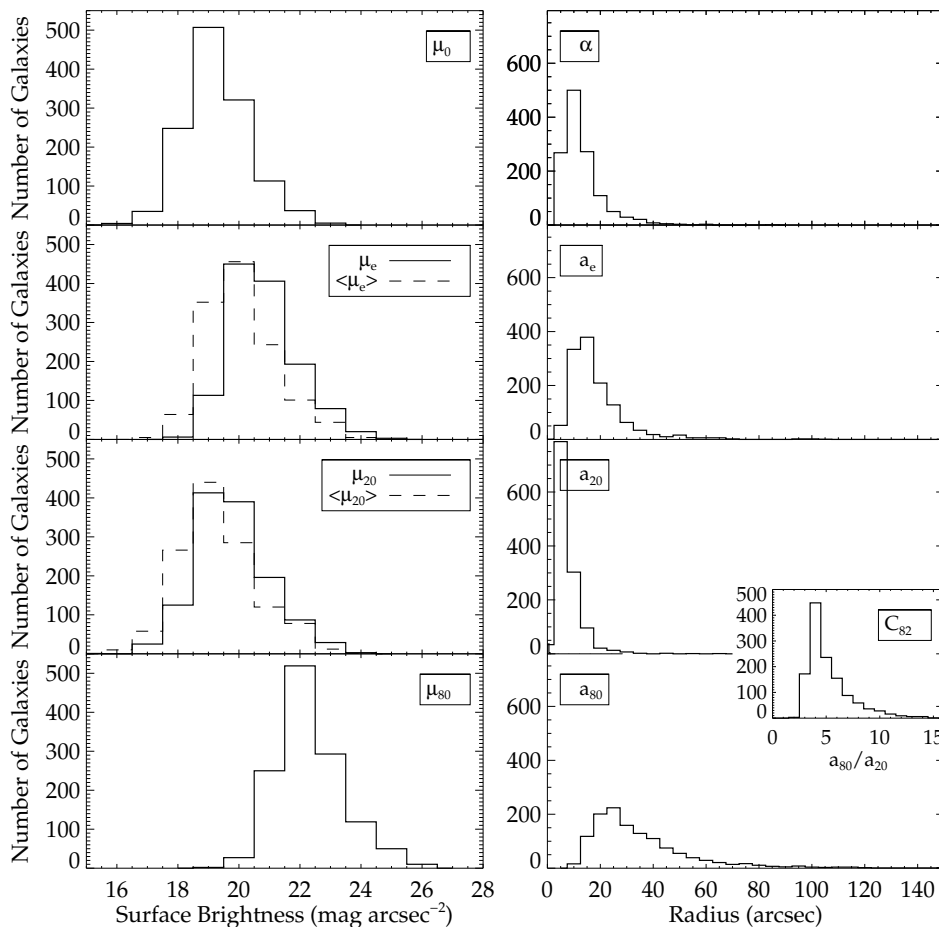 Number of Galaxies
500
400
300
200
100
0
μ0
600
400
200
0
α
Number of Galaxies
400
300
200
100
0
μe
<μe>
600
400
200
0
ae
Number of Galaxies
400
300
200
100
0
μ20
<μ20>
600
400
200
0
a20
500
400
300
200
100
0
C82
0 5 10 15
a80/a20
Number of Galaxies
500
400
300
200
100
0
μ80
600
400
200
0
a80
16 18 20 22 24 26 28
Surface Brightness (mag arcsec−2)
0 20 40 60 80 100 120 140
Radius (arcsec)